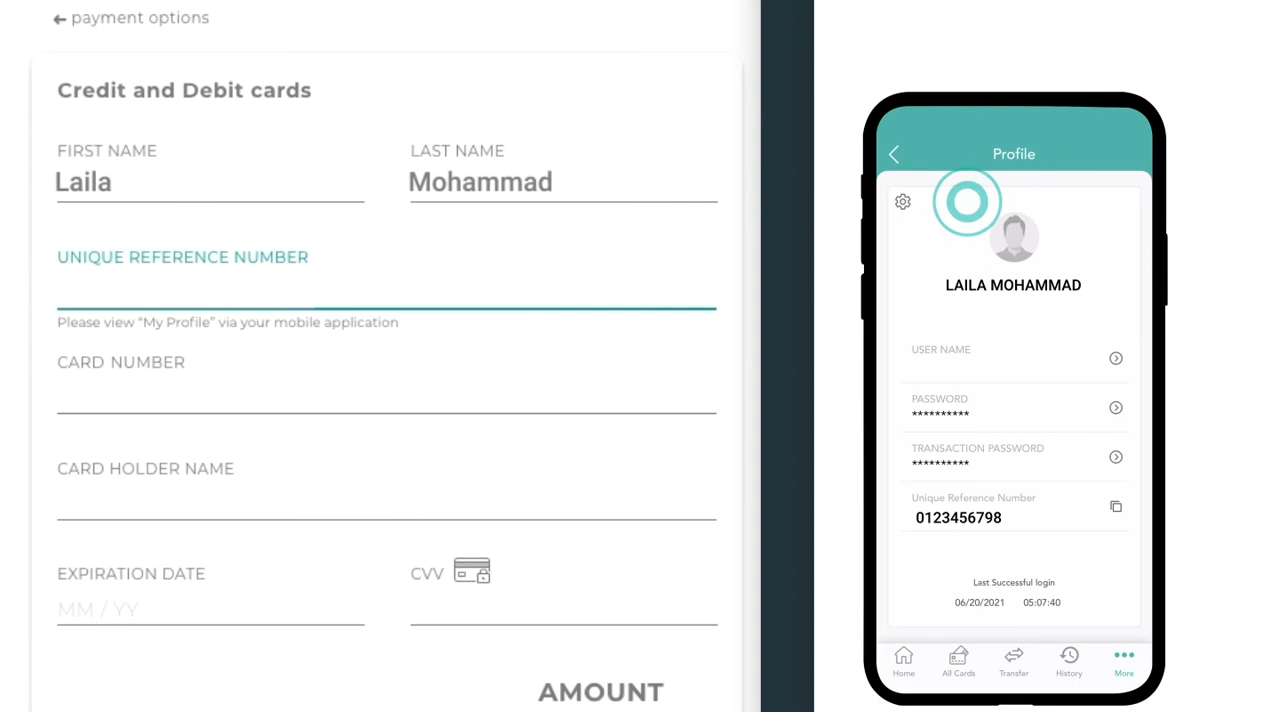 payment options
Credit and Debit cards
FIRST NAME
Laila
LAST NAME
Mohammad
UNIQUE REFERENCE NUMBER
Please view “My Profile” via your mobile application
CARD NUMBER
CARD HOLDER NAME
EXPIRATION DATE
MM / YY
CVV
AMOUNT
Profile
LAILA MOHAMMAD
USER NAME
PASSWORD
**********
TRANSACTION PASSWORD
**********
Unique Reference Number
0123456798
Last Successful login
06/20/2021 05:07:40
Home All Cards Transfer History More